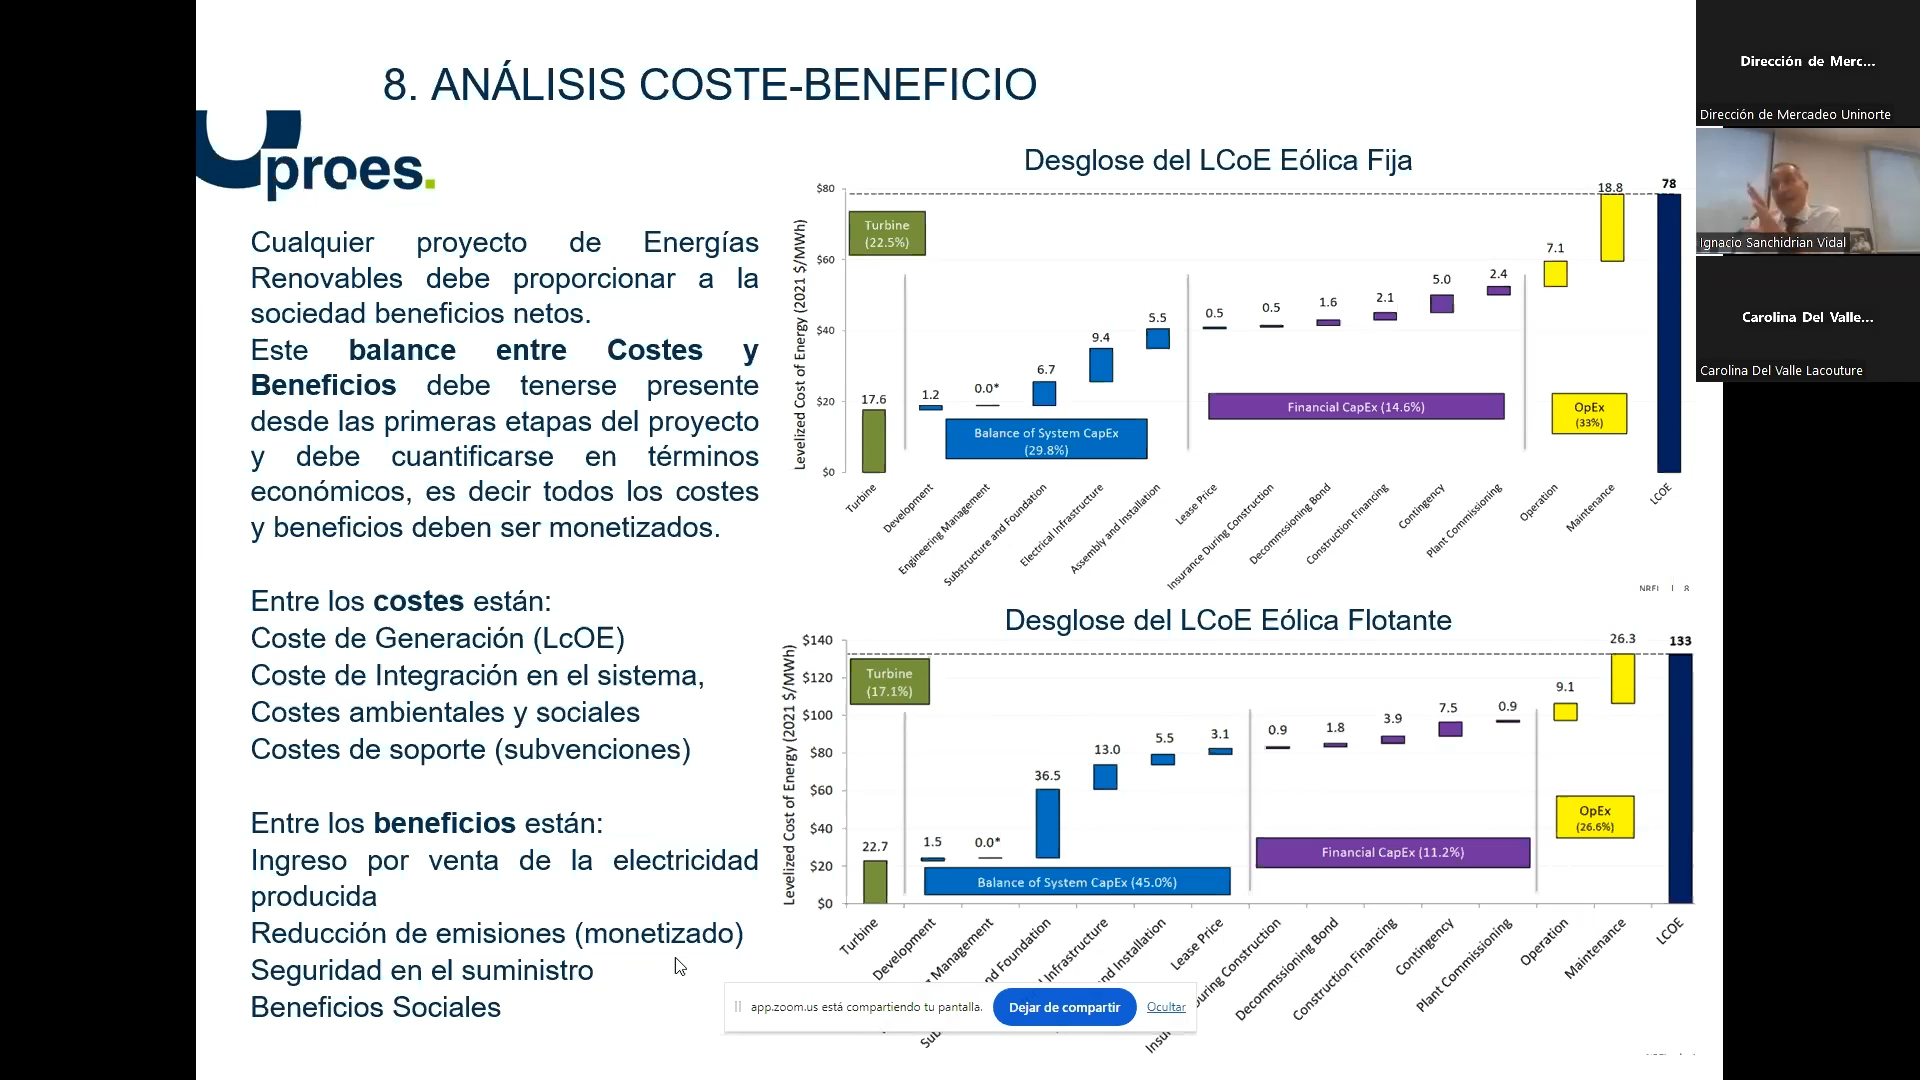 8. ANÁLISIS COSTE-BENEFICIO
proes.
Cualquier proyecto de Energías
Renovables debe proporcionar a la
sociedad beneficios netos.
Este balance entre Costes y
Beneficios debe tenerse presente
desde las primeras etapas del proyecto
y debe cuantificarse en términos
económicos, es decir todos los costes
y beneficios deben ser monetizados.
Entre los costes están:
Coste de Generación (LcOE)
Coste de Integración en el sistema,
Costes ambientales y sociales
Costes de soporte (subvenciones)
Entre los beneficios están:
Ingreso por venta de la electricidad
producida
Reducción de emisiones (monetizado)
Seguridad en el suministro
Beneficios Sociales
Desglose del LCoE Eólica Fija
Levelized Cost of Energy (2021 $/MWh)
$80
$60
$40
$20
$0
Turbine
(22.5%)
17.6
1.2
0.0*
6.7
9.4
5.5
0.5
0.5
1.6
2.1
5.0
2.4
7.1
18.8
78
Balance of System CapEx
(29.8%)
Financial CapEx (14.6%)
OpEx
(33%)
Turbine
Development
Engineering Management
Substructure and Foundation
Electrical Infrastructure
Assembly and Installation
Lease Price
Insurance During Construction
Decommssioning Bond
Construction Financing
Contingency
Plant Commissioning
Operation
Maintenance
LCOE
NREL | 8
Desglose del LCoE Eólica Flotante
Levelized Cost of Energy (2021 $/MWh)
$140
$120
$100
$80
$60
$40
$20
$0
Turbine
(17.1%)
22.7
1.5
0.0*
36.5
13.0
5.5
3.1
0.9
1.8
3.9
7.5
0.9
9.1
26.3
133
Balance of System CapEx (45.0%)
Financial CapEx (11.2%)
OpEx
(26.6%)
Turbine
Development
Management
nd Foundation
Infrastructure
and Installation
Lease Price
During Construction
Decommssioning Bond
Construction Financing
Contingency
Plant Commissioning
Operation
Maintenance
LCOE
app.zoom.us está compartiendo tu pantalla.
Dejar de compartir
Ocultar
Dirección de Merc...
Dirección de Mercadeo Uninorte
Ignacio Sanchidrian Vidal
Carolina Del Valle...
Carolina Del Valle Lacouture